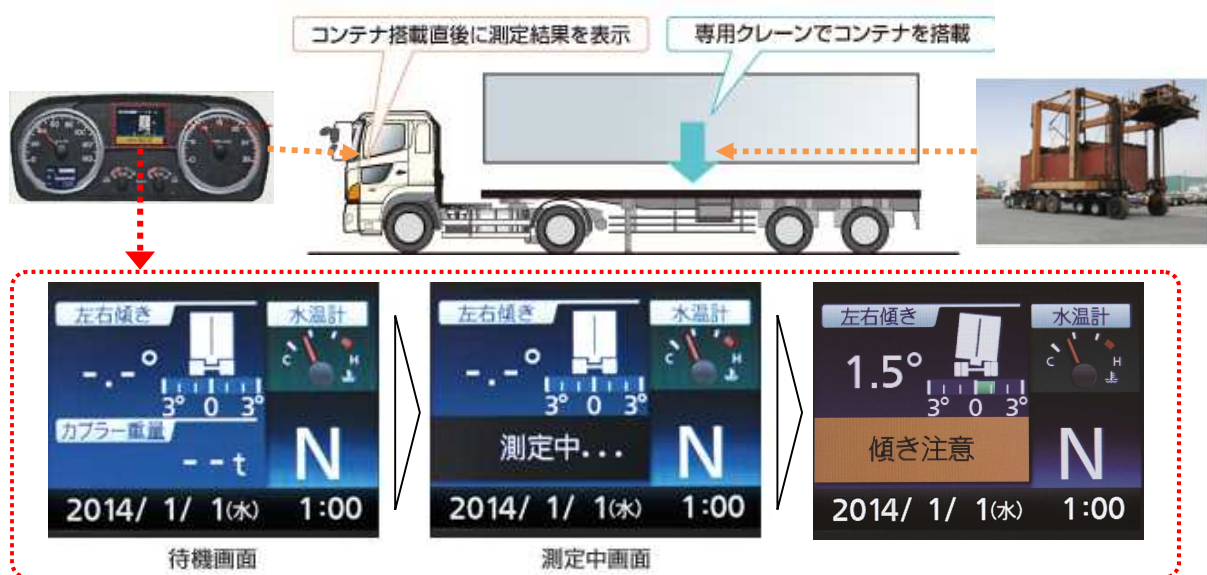 コンテナ搭載直後に測定結果を表示
専用クレーンでコンテナを搭載
左右傾き
水温計
-.-°
C
H
3° 0 3°
カプラー重量
--t
N
2014/ 1/ 1(水) 1:00
待機画面
左右傾き
水温計
-.-°
C
H
3° 0 3°
測定中...
N
2014/ 1/ 1(水) 1:00
測定中画面
左右傾き
水温計
1.5°
C
H
3° 0 3°
傾き注意
N
2014/ 1/ 1(水) 1:00